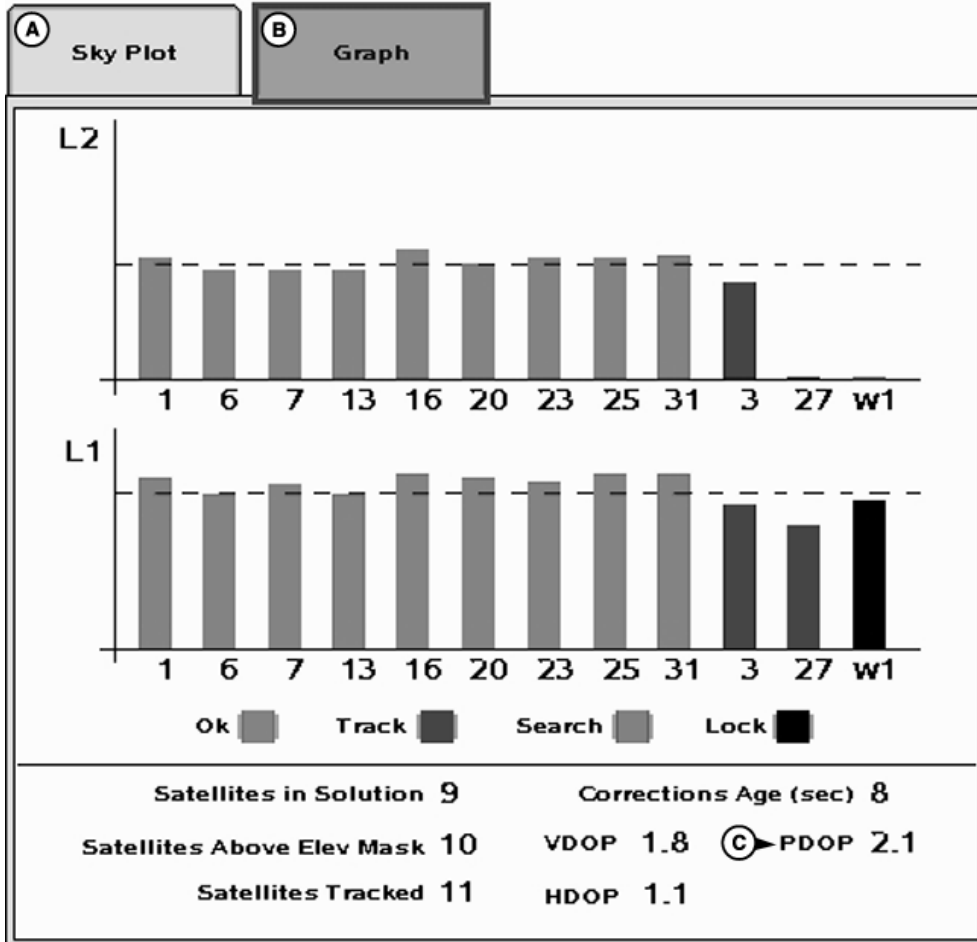 A
Sky Plot
B
Graph
L2
1 6 7 13 16 20 23 25 31 3 27 W1
L1
1 6 7 13 16 20 23 25 31 3 27 W1
Ok Track Search Lock
Satellites in Solution 9 Corrections Age (sec) 8
Satellites Above Elev Mask 10 VDOP 1.8 C PDOP 2.1
Satellites Tracked 11 HDOP 1.1